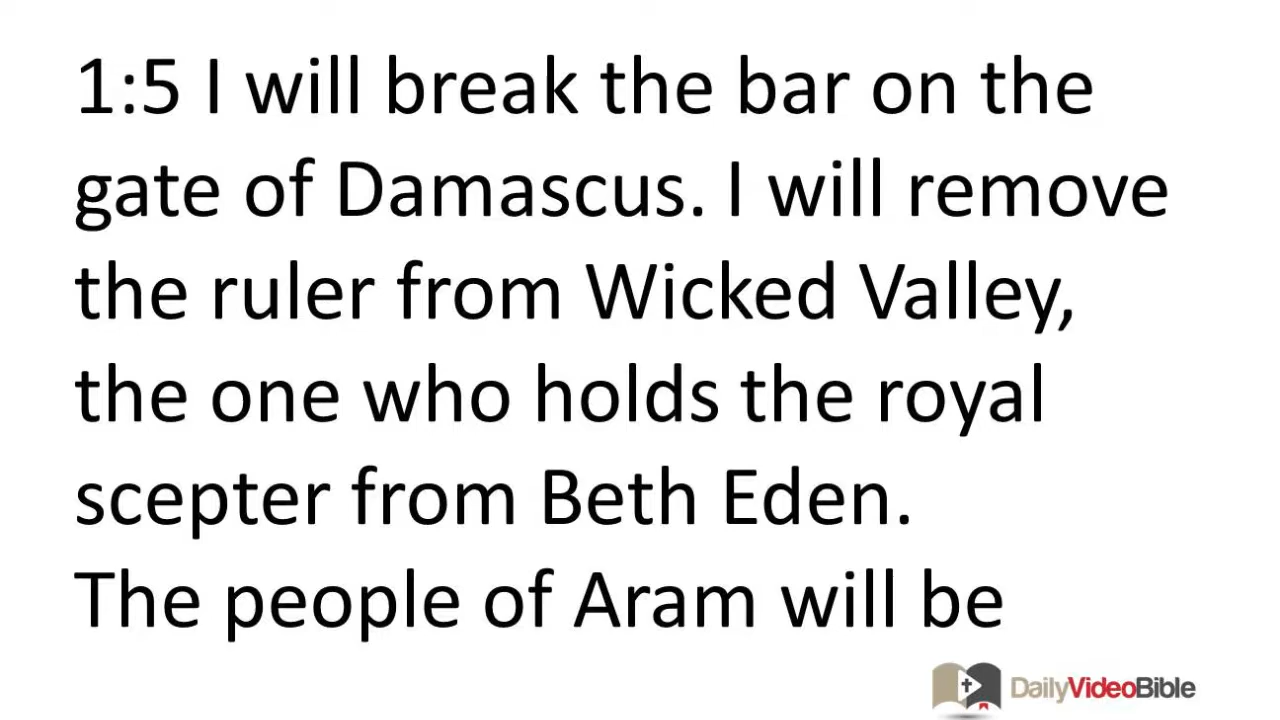 1:5 I will break the bar on the
gate of Damascus. I will remove
the ruler from Wicked Valley,
the one who holds the royal
scepter from Beth Eden.
The people of Aram will be
DailyVideoBible